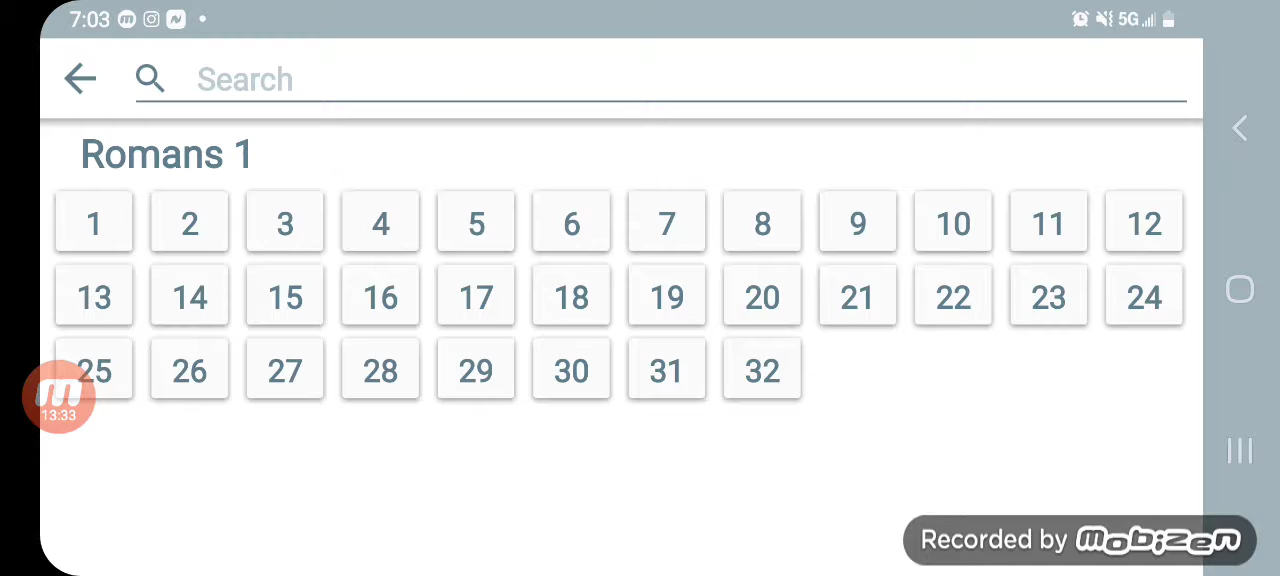 7:03 5G
Search
Romans 1
1 2 3 4 5 6 7 8 9 10 11 12
13 14 15 16 17 18 19 20 21 22 23 24
25 26 27 28 29 30 31 32
m
13:33
Recorded by mobizen